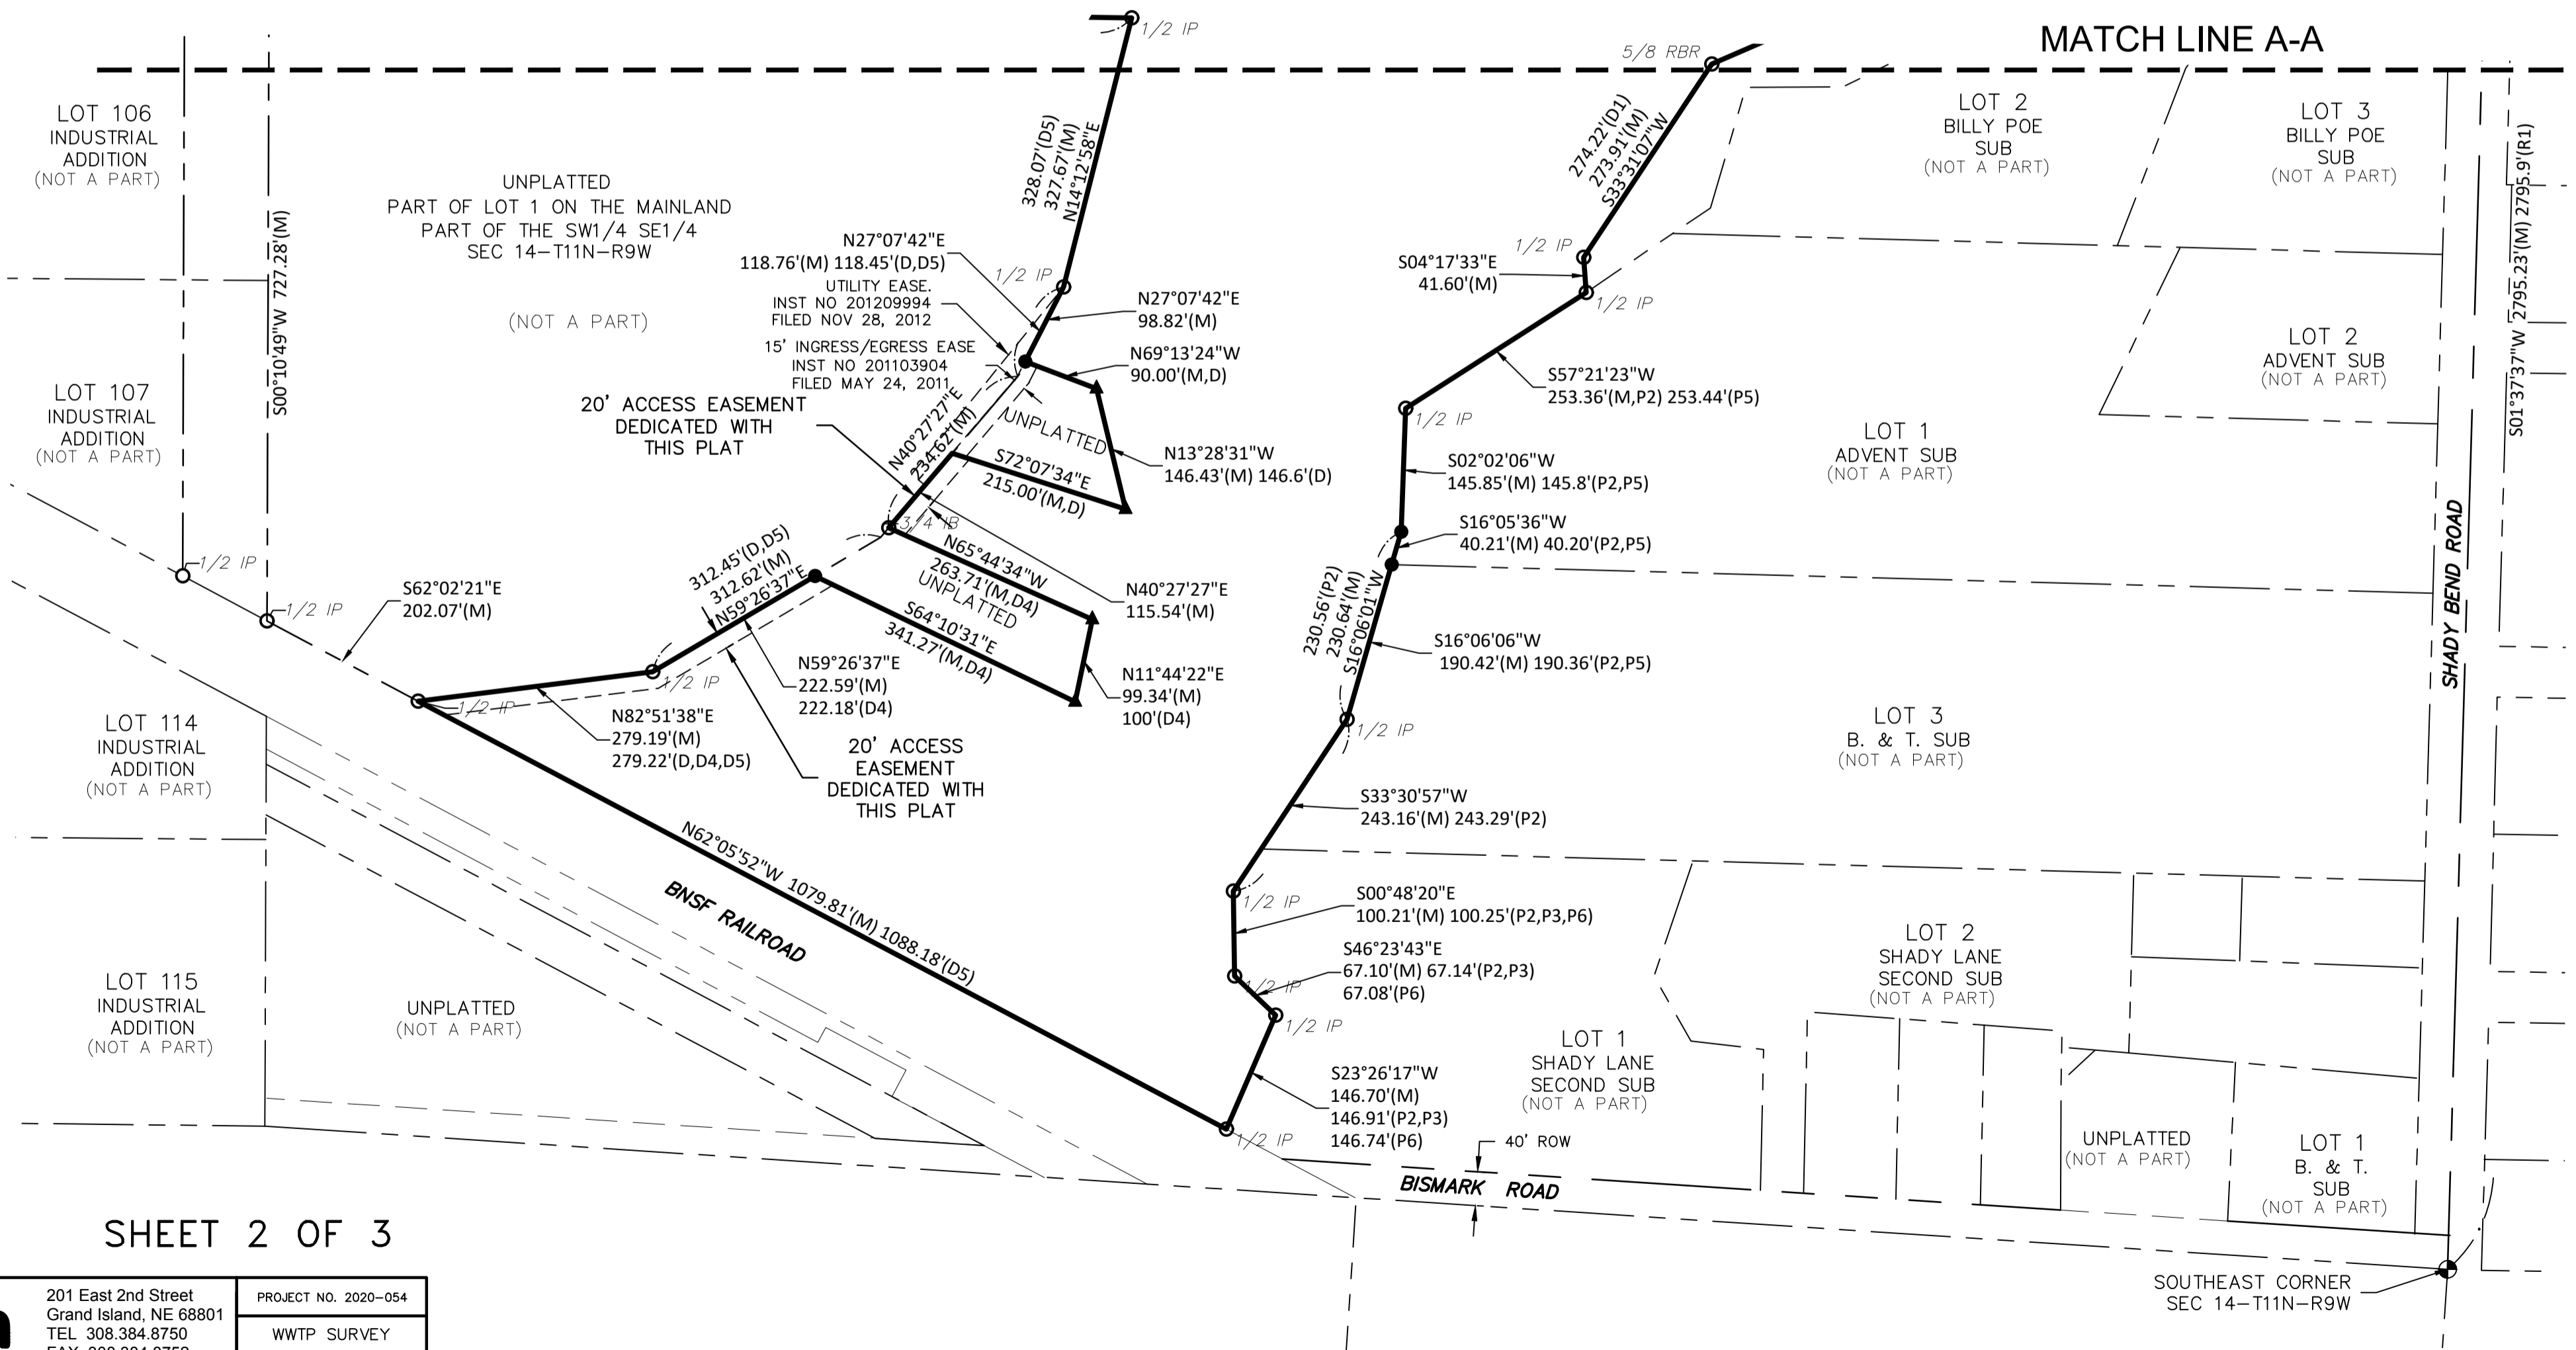 MATCH LINE A-A
1/2 IP
5/8 RBR
LOT 106
INDUSTRIAL
ADDITION
(NOT A PART)
LOT 107
INDUSTRIAL
ADDITION
(NOT A PART)
S00°10'49"W 727.28'(M)
UNPLATTED
PART OF LOT 1 ON THE MAINLAND
PART OF THE SW1/4 SE1/4
SEC 14-T11N-R9W
(NOT A PART)
328.07'(D5)
327.67'(M)
N14°12'58"E
N27°07'42"E
118.76'(M) 118.45'(D,D5)
1/2 IP
UTILITY EASE.
INST NO 201209994
FILED NOV 28, 2012
15' INGRESS/EGRESS EASE
INST NO 201103904
FILED MAY 24, 2011
20' ACCESS EASEMENT
DEDICATED WITH
THIS PLAT
N27°07'42"E
98.82'(M)
N69°13'24"W
90.00'(M,D)
N40°27'27"E
234.62'(M)
UNPLATTED
S72°07'34"E
215.00'(M,D)
N13°28'31"W
146.43'(M) 146.6'(D)
3/4 IB
N65°44'34"W
263.71'(M,D4)
UNPLATTED
S64°10'31"E
341.27'(M,D4)
N40°27'27"E
115.54'(M)
N11°44'22"E
99.34'(M)
100'(D4)
312.45'(D,D5)
312.62'(M)
N59°26'37"E
N59°26'37"E
222.59'(M)
222.18'(D4)
1/2 IP
1/2 IP
1/2 IP
1/2 IP
S62°02'21"E
202.07'(M)
N82°51'38"E
279.19'(M)
279.22'(D,D4,D5)
20' ACCESS
EASEMENT
DEDICATED WITH
THIS PLAT
N62°05'52"W 1079.81'(M) 1088.18'(D5)
BNSF RAILROAD
LOT 114
INDUSTRIAL
ADDITION
(NOT A PART)
LOT 115
INDUSTRIAL
ADDITION
(NOT A PART)
UNPLATTED
(NOT A PART)
274.22'(D1)
273.91'(M)
S33°31'07"W
1/2 IP
S04°17'33"E
41.60'(M)
1/2 IP
S57°21'23"W
253.36'(M,P2) 253.44'(P5)
1/2 IP
S02°02'06"W
145.85'(M) 145.8'(P2,P5)
S16°05'36"W
40.21'(M) 40.20'(P2,P5)
230.56'(P2)
230.64'(M)
S16°06'01"W
S16°06'06"W
190.42'(M) 190.36'(P2,P5)
1/2 IP
S33°30'57"W
243.16'(M) 243.29'(P2)
1/2 IP
S00°48'20"E
100.21'(M) 100.25'(P2,P3,P6)
S46°23'43"E
67.10'(M) 67.14'(P2,P3)
67.08'(P6)
1/2 IP
1/2 IP
S23°26'17"W
146.70'(M)
146.91'(P2,P3)
146.74'(P6)
1/2 IP
LOT 2
BILLY POE
SUB
(NOT A PART)
LOT 3
BILLY POE
SUB
(NOT A PART)
LOT 2
ADVENT SUB
(NOT A PART)
LOT 1
ADVENT SUB
(NOT A PART)
S01°37'37"W 2795.23'(M) 2795.9'(R1)
SHADY BEND ROAD
LOT 3
B. & T. SUB
(NOT A PART)
LOT 2
SHADY LANE
SECOND SUB
(NOT A PART)
LOT 1
SHADY LANE
SECOND SUB
(NOT A PART)
UNPLATTED
(NOT A PART)
LOT 1
B. & T.
SUB
(NOT A PART)
40' ROW
BISMARK ROAD
SOUTHEAST CORNER
SEC 14-T11N-R9W
SHEET 2 OF 3
201 East 2nd Street
Grand Island, NE 68801
TEL 308.384.8750
PROJECT NO. 2020-054
WWTP SURVEY